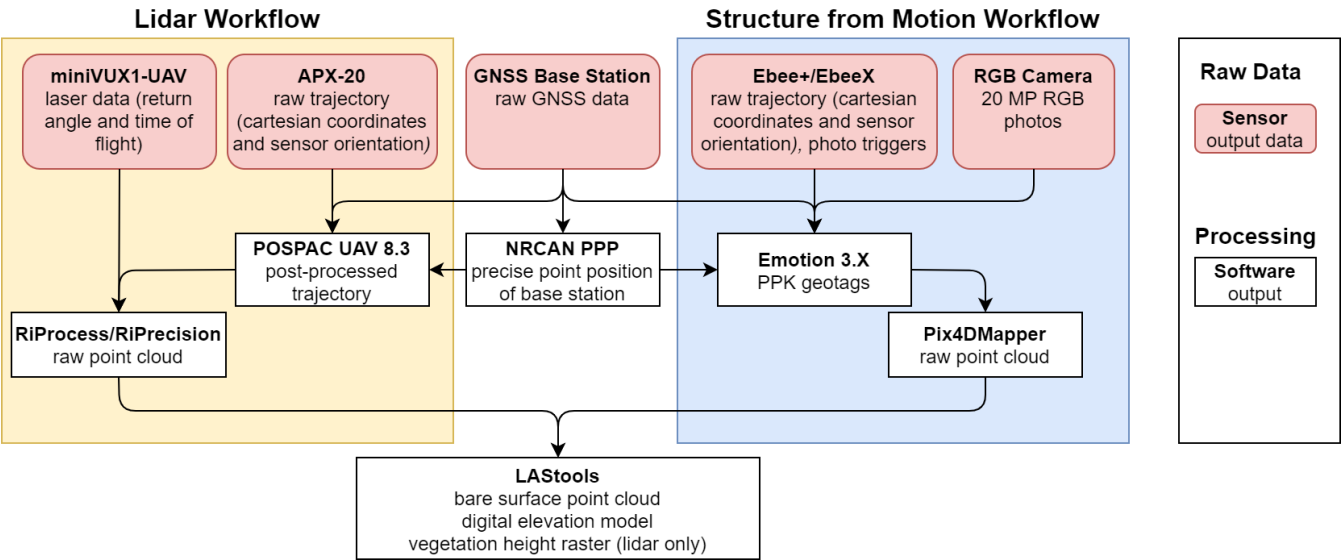 Lidar Workflow
Structure from Motion Workflow
miniVUX1-UAV
laser data (return
angle and time of
flight)
APX-20
raw trajectory
(cartesian coordinates
and sensor orientation)
GNSS Base Station
raw GNSS data
Ebee+/EbeeX
raw trajectory (cartesian
coordinates and sensor
orientation), photo triggers
RGB Camera
20 MP RGB
photos
Raw Data
Sensor
output data
POSPAC UAV 8.3
post-processed
trajectory
NRCAN PPP
precise point position
of base station
Emotion 3.X
PPK geotags
Processing
Software
output
RiProcess/RiPrecision
raw point cloud
Pix4DMapper
raw point cloud
LAStools
bare surface point cloud
digital elevation model
vegetation height raster (lidar only)